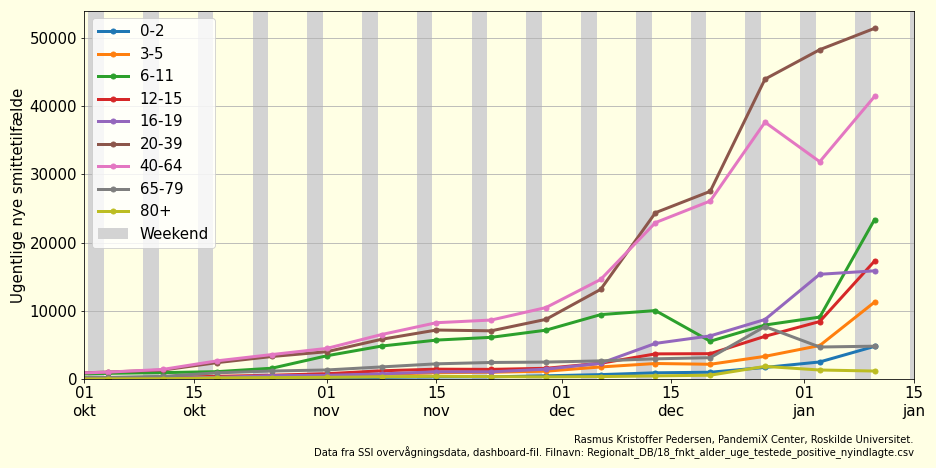 Ugentlige nye smittetilfælde
50000
40000
30000
20000
10000
0
0-2
3-5
6-11
12-15
16-19
20-39
40-64
65-79
80+
Weekend
01 15 01 15 01 15 01 15
okt okt nov nov dec dec jan jan
Rasmus Kristoffer Pedersen, PandemiX Center, Roskilde Universitet.
Data fra SSI overvågningsdata, dashboard-fil. Filnavn: Regionalt_DB/18_fnkt_alder_uge_testede_positive_nyindlagte.csv